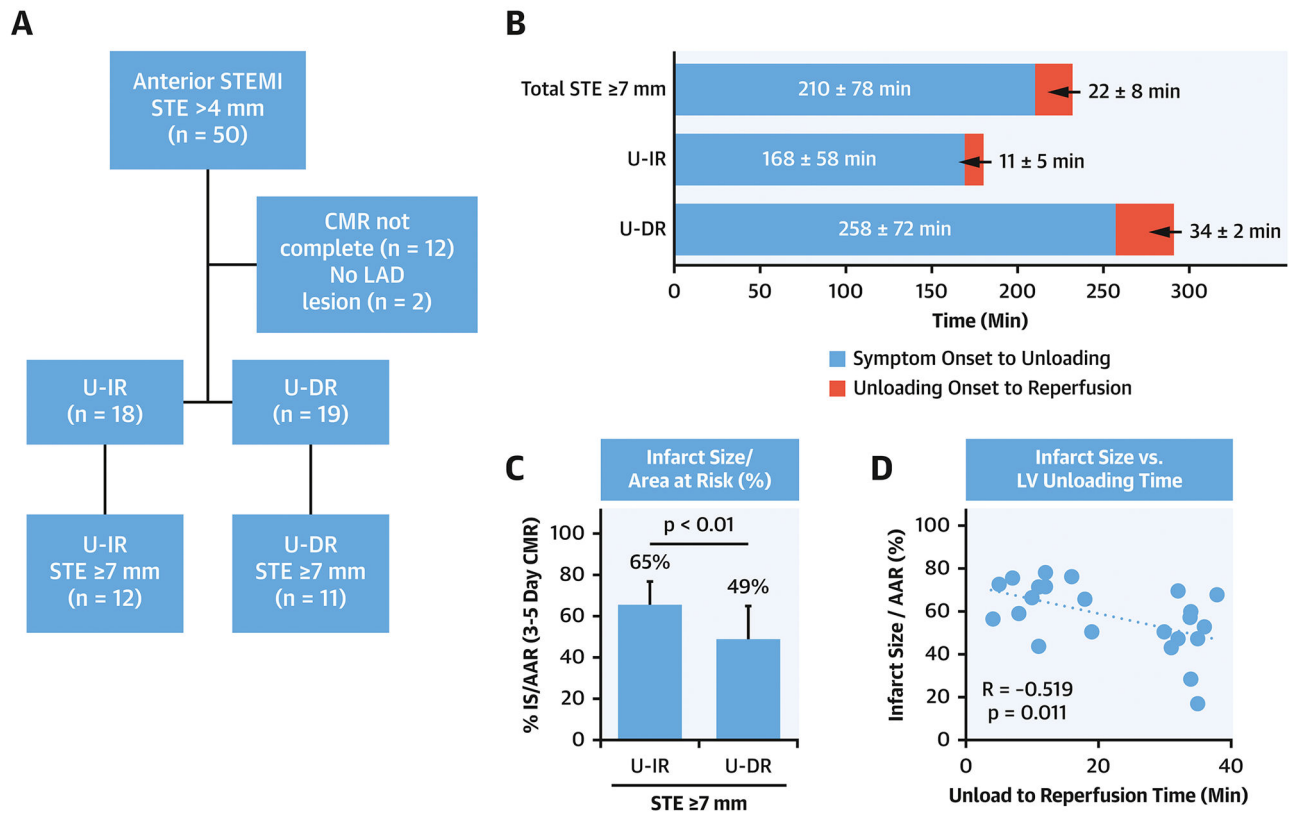 A
Anterior STEMI
STE >4 mm
(n = 50)
CMR not
complete (n = 12)
No LAD
lesion (n = 2)
U-IR
(n = 18)
U-DR
(n = 19)
U-IR
STE ≥7 mm
(n = 12)
U-DR
STE ≥7 mm
(n = 11)
B
Total STE ≥7 mm
210 ± 78 min
22 ± 8 min
U-IR
168 ± 58 min
11 ± 5 min
U-DR
258 ± 72 min
34 ± 2 min
0 50 100 150 200 250 300
Time (Min)
Symptom Onset to Unloading
Unloading Onset to Reperfusion
C
Infarct Size/
Area at Risk (%)
% IS/AAR (3-5 Day CMR)
100
80
60
40
20
0
p < 0.01
65%
49%
U-IR U-DR
STE ≥7 mm
D
Infarct Size vs.
LV Unloading Time
Infarct Size / AAR (%)
100
80
60
40
20
0
R = -0.519
p = 0.011
0 20 40
Unload to Reperfusion Time (Min)